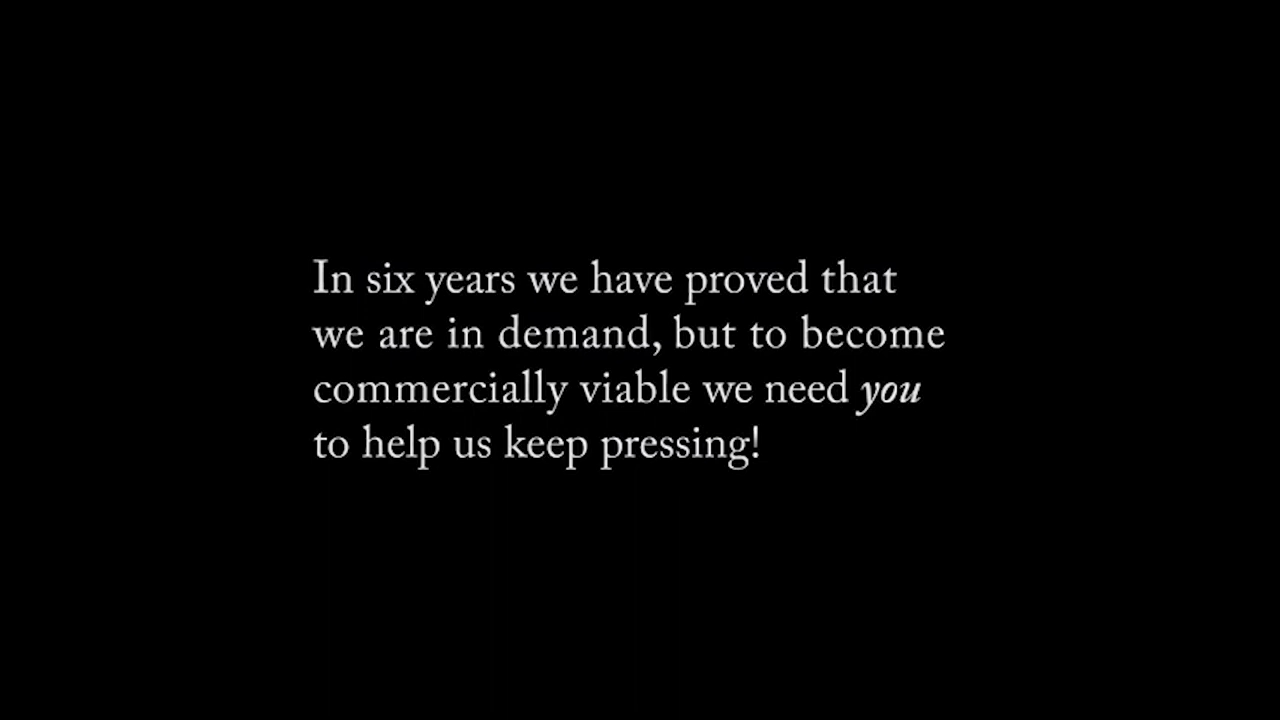 In six years we have proved that
we are in demand, but to become
commercially viable we need you
to help us keep pressing!